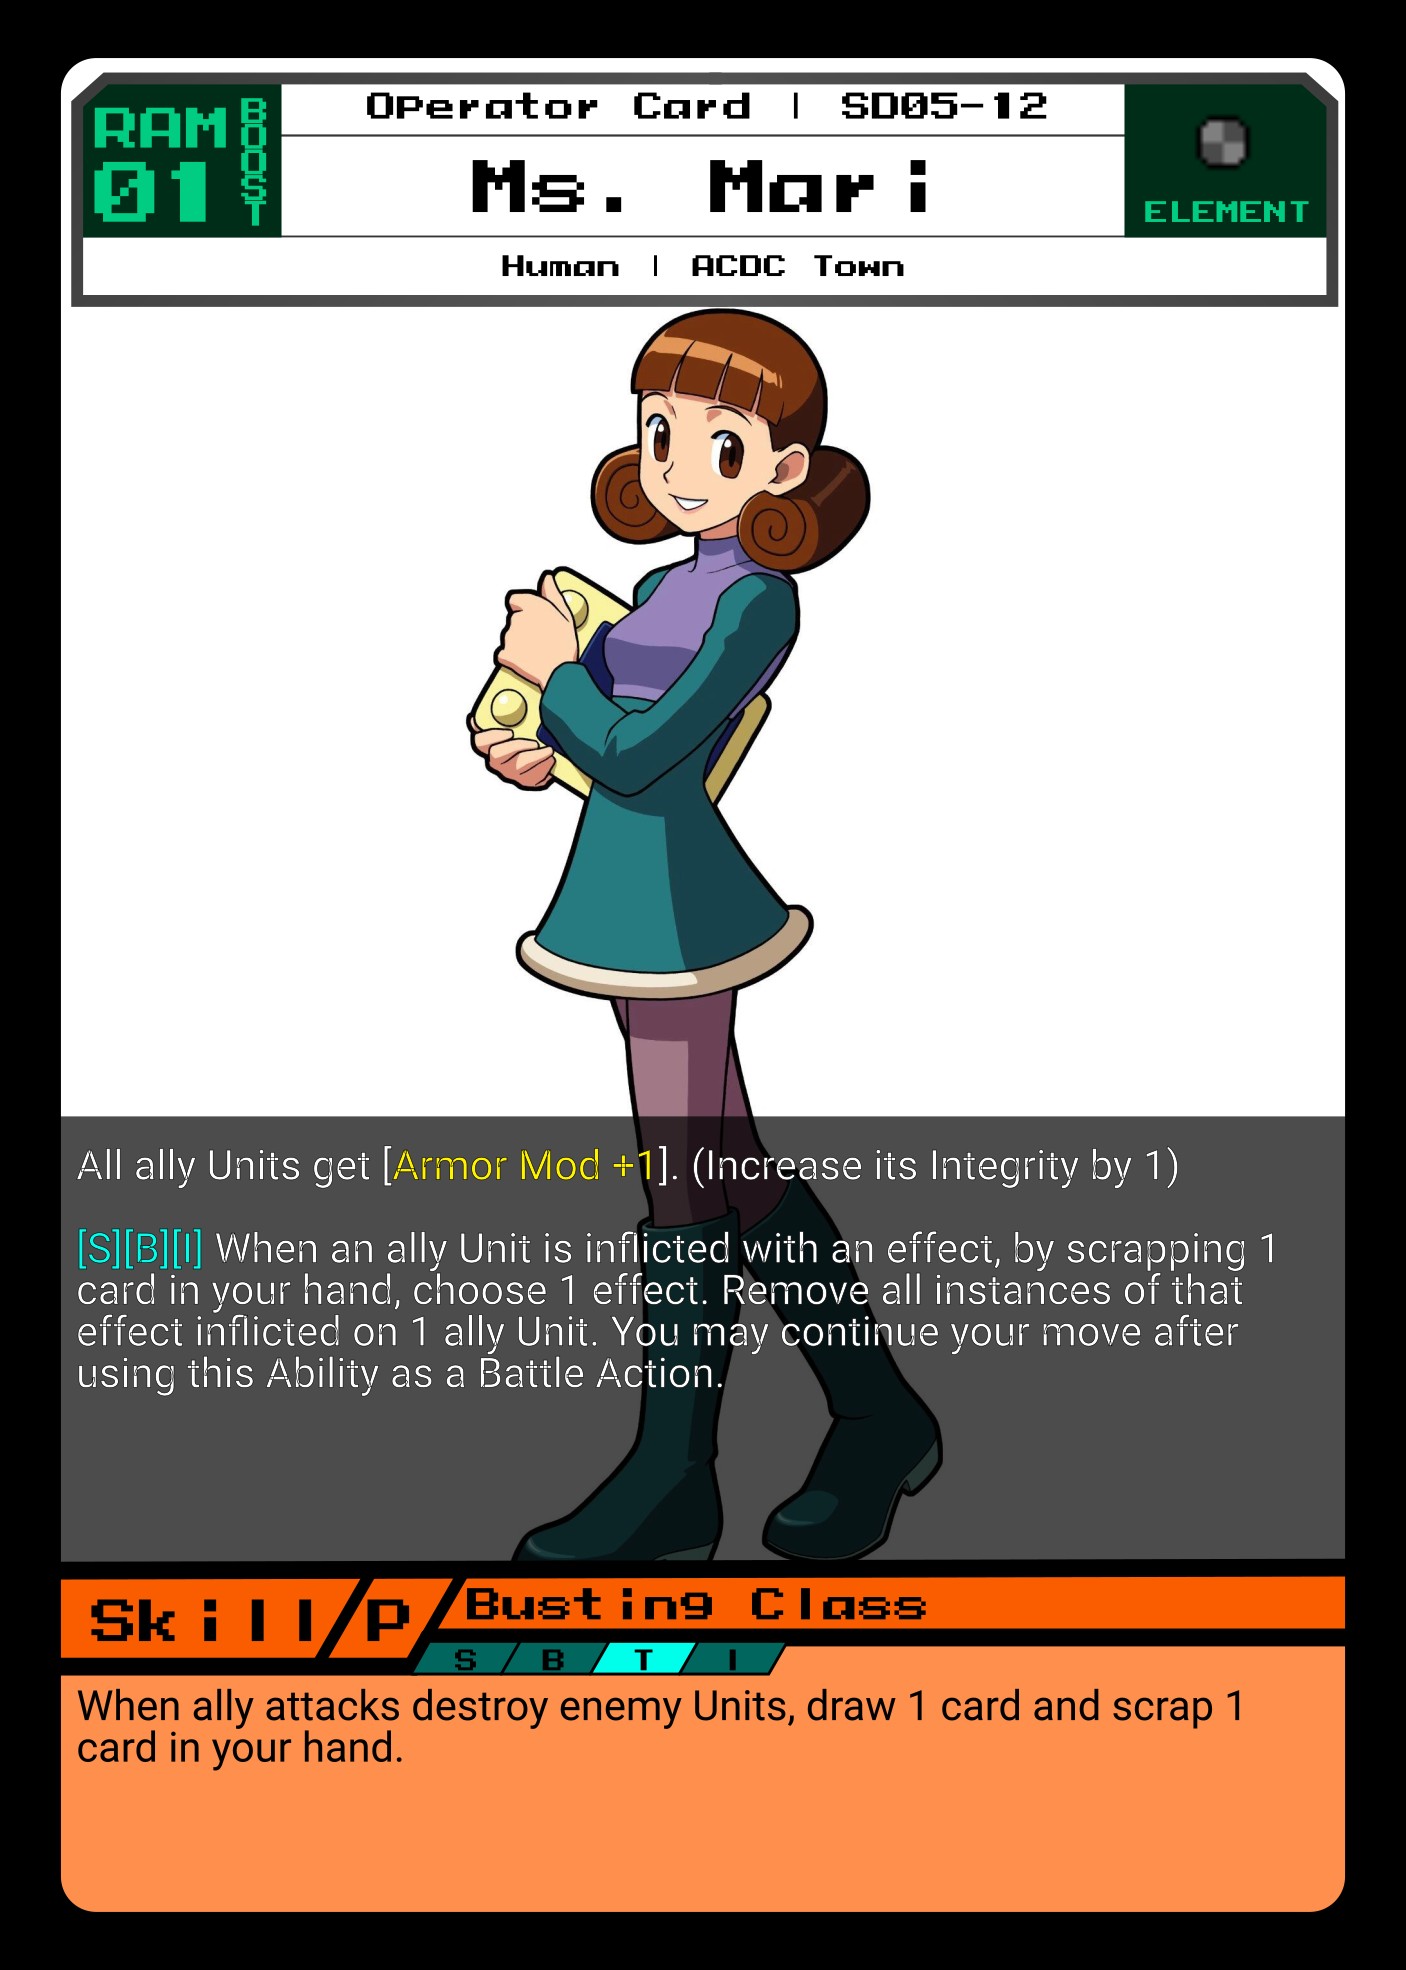 RAM
01
BOOST
Operator Card | SD05-12
Ms. Mari
ELEMENT
Human | ACDC Town
All ally Units get [Armor Mod +1]. (Increase its Integrity by 1)
[S][B][I] When an ally Unit is inflicted with an effect, by scrapping 1
card in your hand, choose 1 effect. Remove all instances of that
effect inflicted on 1 ally Unit. You may continue your move after
using this Ability as a Battle Action.
Skill/P/Busting Class
S B T I
When ally attacks destroy enemy Units, draw 1 card and scrap 1
card in your hand.